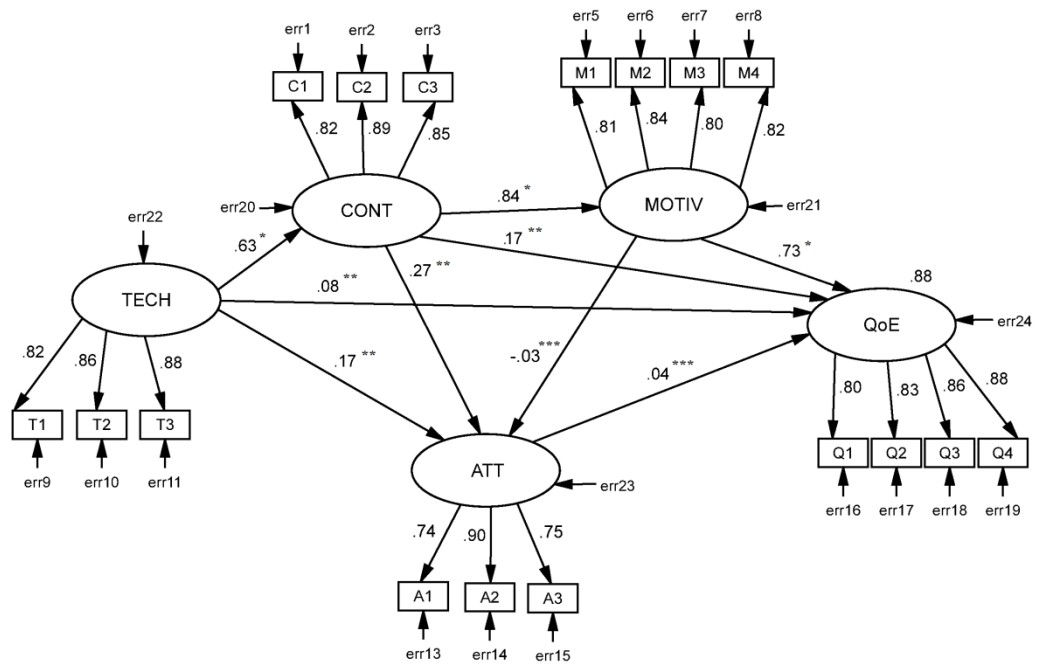 err1 err2 err3
err5 err6 err7 err8
C1 C2 C3
M1 M2 M3 M4
.82 .89 .85
.81 .84 .80 .82
err20 CONT .84 * MOTIV err21
err22
.63 * .17 ** .73 *
.27 **
TECH .08 ** .88
QoE err24
.82 .86 .88
.17 ** -.03 *** .04 ***
.80 .83 .86 .88
T1 T2 T3
err9 err10 err11
Q1 Q2 Q3 Q4
err16 err17 err18 err19
ATT err23
.74 .90 .75
A1 A2 A3
err13 err14 err15